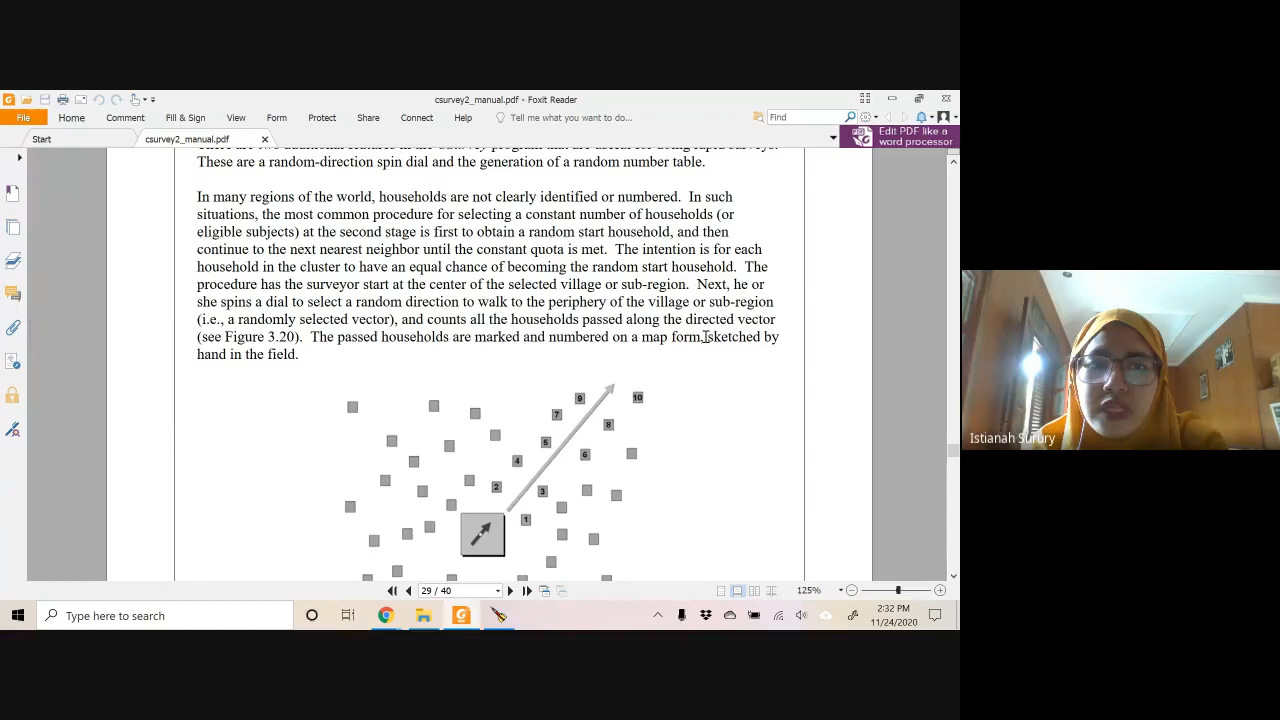 csurvey2_manual.pdf - Foxit Reader
File Home Comment Fill & Sign View Form Protect Share Connect Help Tell me what you want to do... Find
Start csurvey2_manual.pdf Edit PDF like a
word processor
These are a random-direction spin dial and the generation of a random number table.
In many regions of the world, households are not clearly identified or numbered. In such
situations, the most common procedure for selecting a constant number of households (or
eligible subjects) at the second stage is first to obtain a random start household, and then
continue to the next nearest neighbor until the constant quota is met. The intention is for each
household in the cluster to have an equal chance of becoming the random start household. The
procedure has the surveyor start at the center of the selected village or sub-region. Next, he or
she spins a dial to select a random direction to walk to the periphery of the village or sub-region
(i.e., a randomly selected vector), and counts all the households passed along the directed vector
(see Figure 3.20). The passed households are marked and numbered on a map form, sketched by
hand in the field.
9 10
7
8
5
6
4
2 3
1
Istianah Surury
29 / 40 125%
Type here to search 2:32 PM
11/24/2020